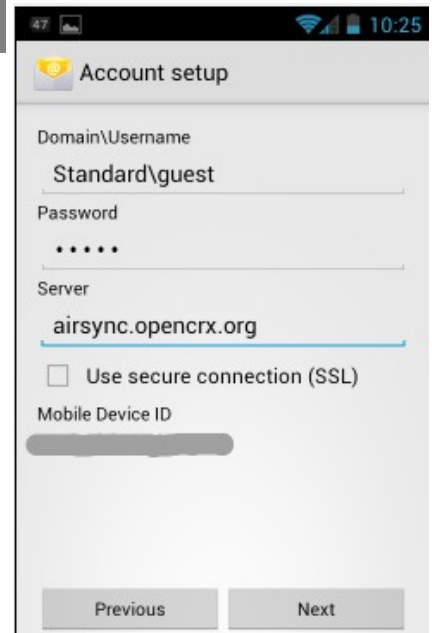 47
10:25
Account setup
Domain\Username
Standard\guest
Password
•••••
Server
airsync.opencrx.org
Use secure connection (SSL)
Mobile Device ID
Previous Next